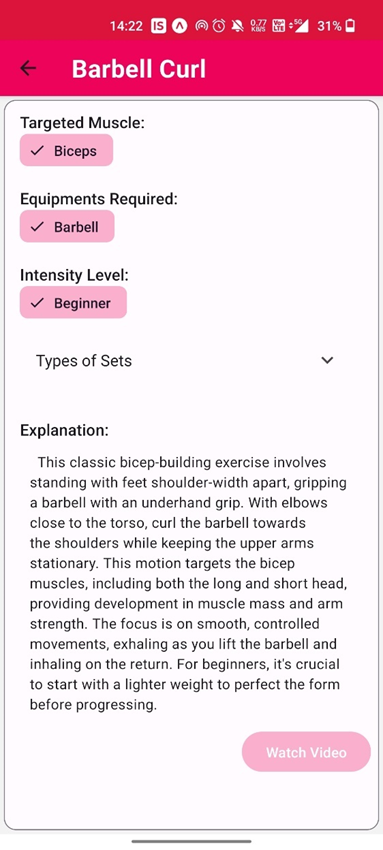 14:22 IS 0.77 KB/S Vo LTE 5G 31%
Barbell Curl
Targeted Muscle:
Biceps
Equipments Required:
Barbell
Intensity Level:
Beginner
Types of Sets
Explanation:
This classic bicep-building exercise involves
standing with feet shoulder-width apart, gripping
a barbell with an underhand grip. With elbows
close to the torso, curl the barbell towards
the shoulders while keeping the upper arms
stationary. This motion targets the bicep
muscles, including both the long and short head,
providing development in muscle mass and arm
strength. The focus is on smooth, controlled
movements, exhaling as you lift the barbell and
inhaling on the return. For beginners, it's crucial
to start with a lighter weight to perfect the form
before progressing.
Watch Video